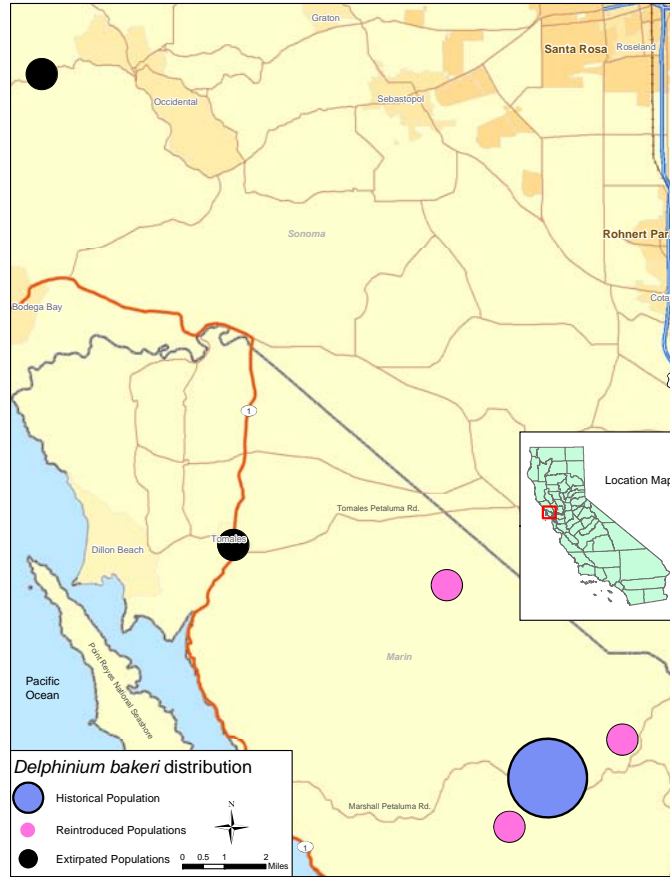 Graton
Santa Rosa
Roseland
Sebastopol
Occidental
Sonoma
Rohnert Par
Cota
Bodega Bay
1
Location Map
Tomales Petaluma Rd.
Tomales
Dillon Beach
Point Reyes National Seashore
Marin
Pacific
Ocean
Delphinium bakeri distribution
Historical Population
Reintroduced Populations
Extirpated Populations
N
0 0.5 1 2
Miles
Marshall Petaluma Rd.
1